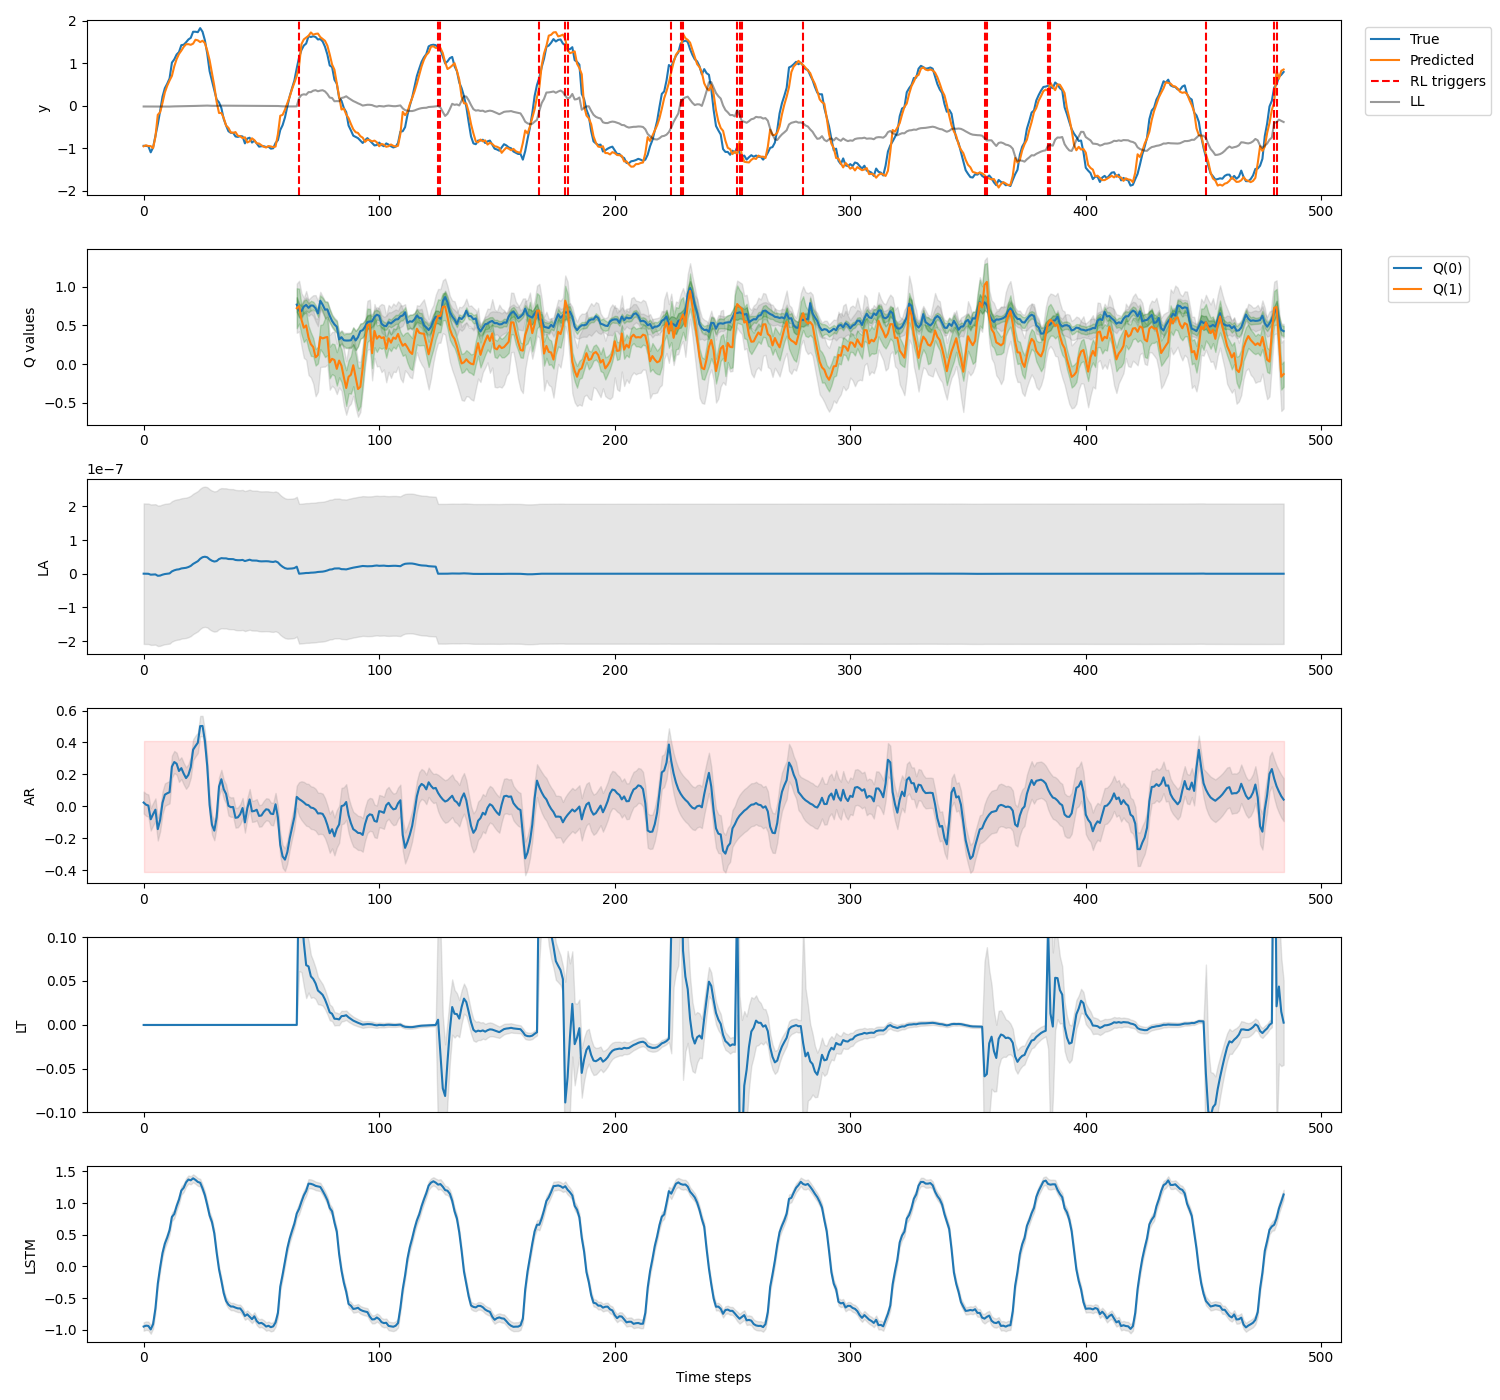 y
2
1
0
−1
−2
0 100 200 300 400 500
True
Predicted
RL triggers
LL
Q values
1.0
0.5
0.0
−0.5
0 100 200 300 400 500
Q(0)
Q(1)
1e−7
LA
2
1
0
−1
−2
0 100 200 300 400 500
AR
0.6
0.4
0.2
0.0
−0.2
−0.4
0 100 200 300 400 500
LT
0.10
0.05
0.00
−0.05
−0.10
0 100 200 300 400 500
LSTM
1.5
1.0
0.5
0.0
−0.5
−1.0
0 100 200 300 400 500
Time steps